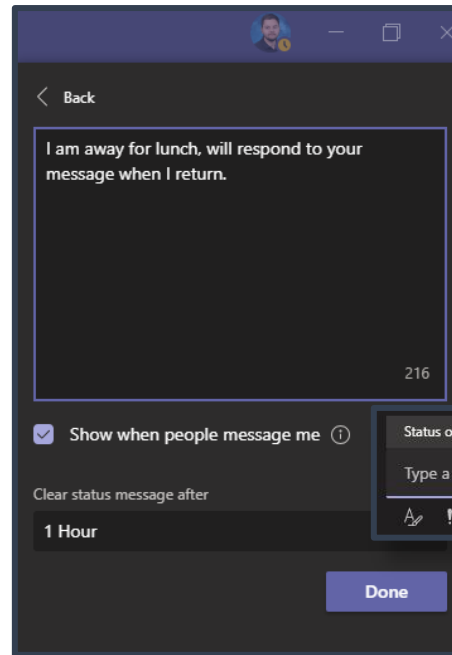 Back
I am away for lunch, will respond to your
message when I return.
216
Show when people message me
Status o
Type a
Clear status message after
1 Hour
Done